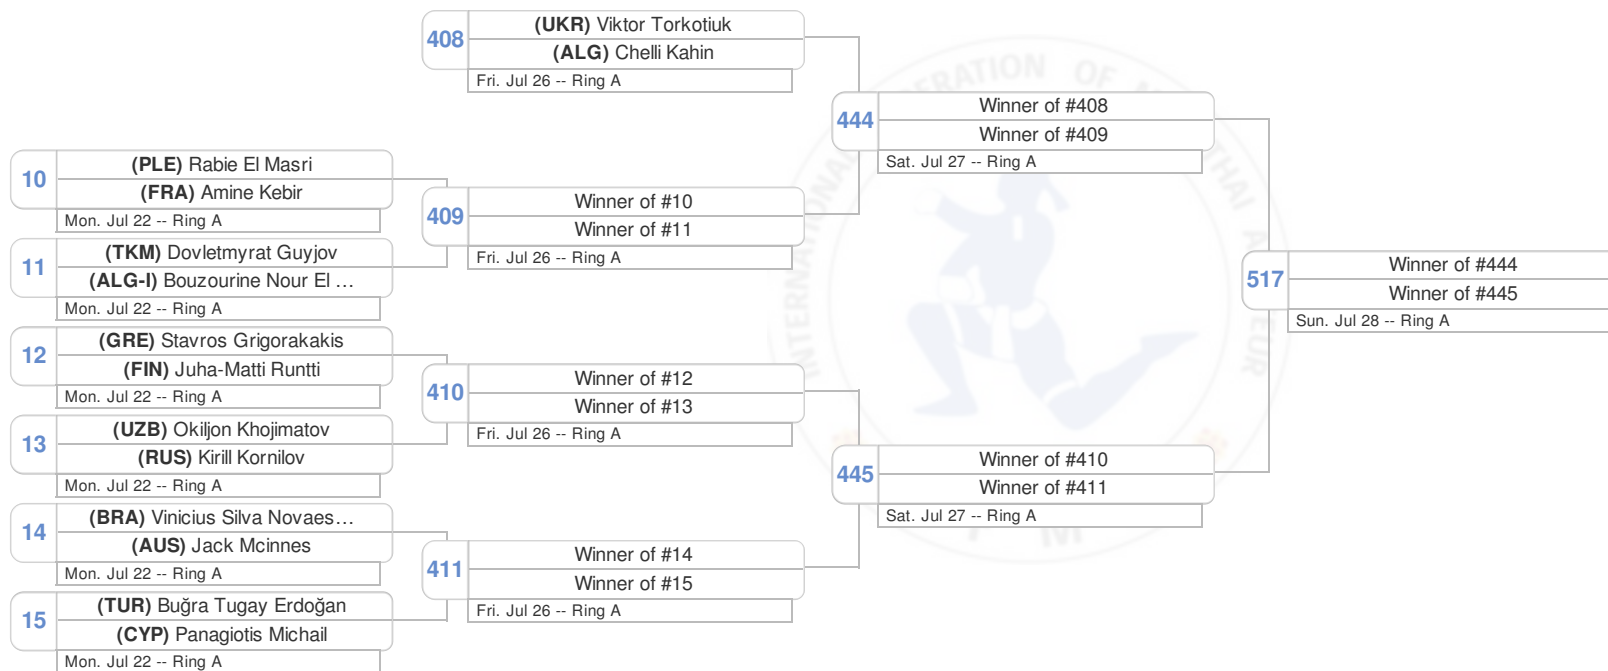 408
(UKR) Viktor Torkotiuk
(ALG) Chelli Kahin
Fri. Jul 26 -- Ring A
444
Winner of #408
Winner of #409
Sat. Jul 27 -- Ring A
10
(PLE) Rabie El Masri
(FRA) Amine Kebir
Mon. Jul 22 -- Ring A
409
Winner of #10
Winner of #11
Fri. Jul 26 -- Ring A
11
(TKM) Dovletmyrat Guyjov
(ALG-I) Bouzourine Nour El ...
Mon. Jul 22 -- Ring A
517
Winner of #444
Winner of #445
Sun. Jul 28 -- Ring A
12
(GRE) Stavros Grigorakakis
(FIN) Juha-Matti Runtti
Mon. Jul 22 -- Ring A
410
Winner of #12
Winner of #13
Fri. Jul 26 -- Ring A
13
(UZB) Okiljon Khojimatov
(RUS) Kirill Kornilov
Mon. Jul 22 -- Ring A
445
Winner of #410
Winner of #411
Sat. Jul 27 -- Ring A
14
(BRA) Vinicius Silva Novaes...
(AUS) Jack Mcinnes
Mon. Jul 22 -- Ring A
411
Winner of #14
Winner of #15
Fri. Jul 26 -- Ring A
15
(TUR) Buğra Tugay Erdoğan
(CYP) Panagiotis Michail
Mon. Jul 22 -- Ring A